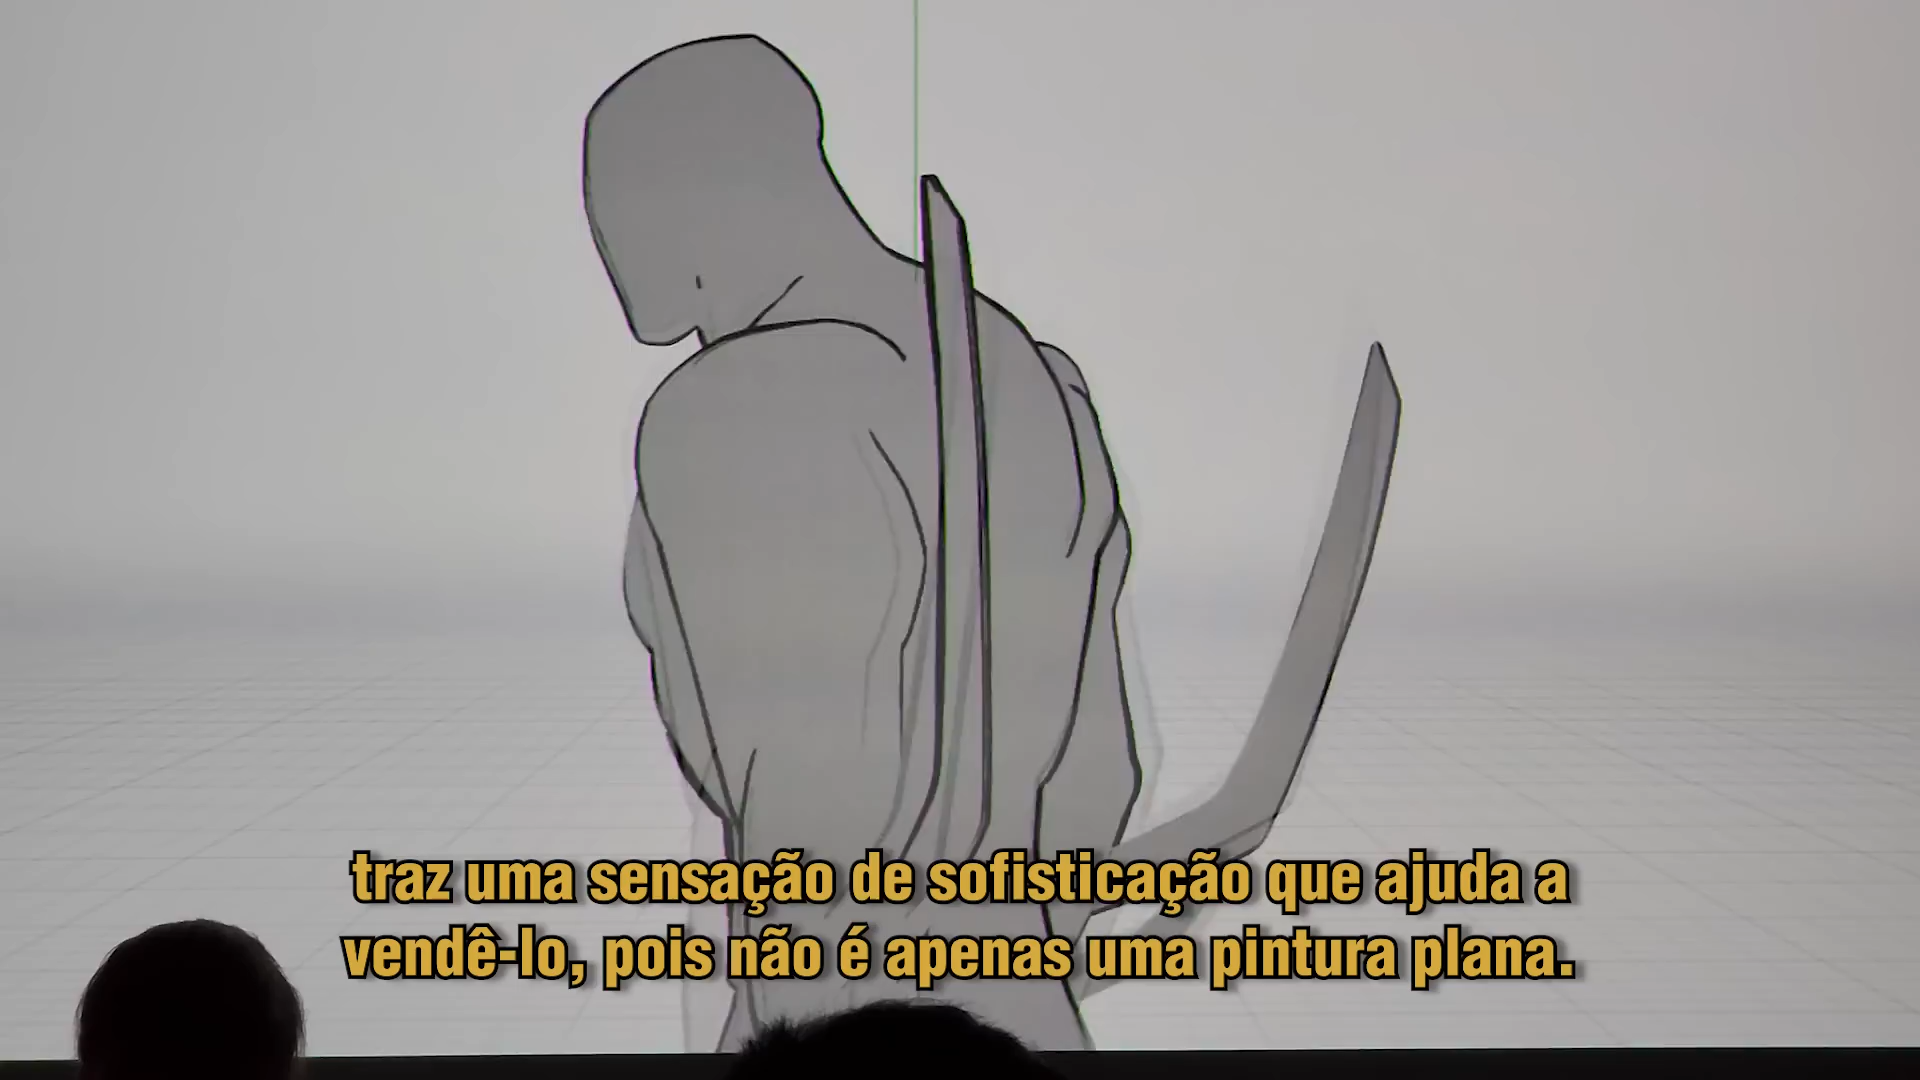 traz uma sensação de sofisticação que ajuda a
vendê-lo, pois não é apenas uma pintura plana.